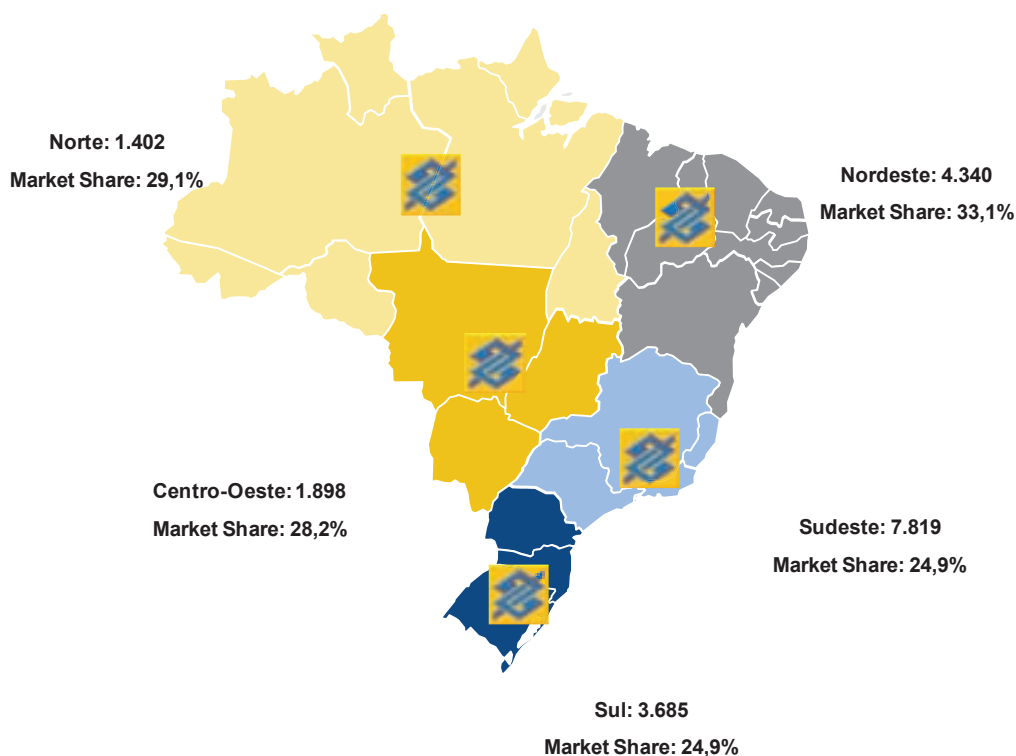 Norte: 1.402
Market Share: 29,1%
Nordeste: 4.340
Market Share: 33,1%
Centro-Oeste: 1.898
Market Share: 28,2%
Sudeste: 7.819
Market Share: 24,9%
Sul: 3.685
Market Share: 24,9%